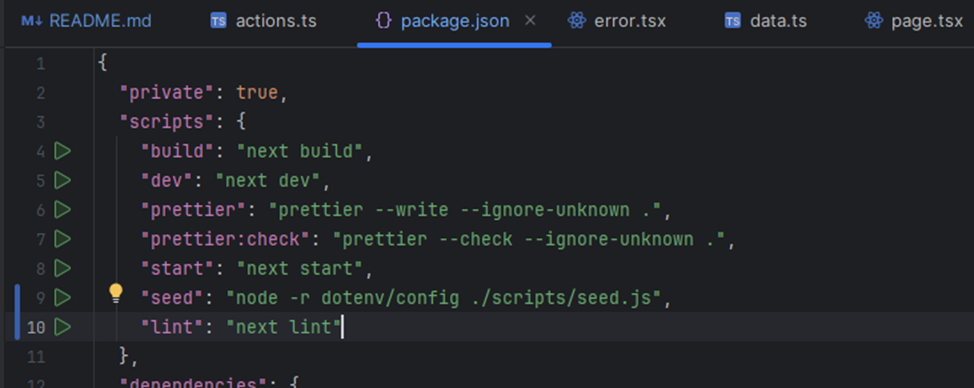 README.md actions.ts package.json error.tsx data.ts page.tsx
1 {
2 "private": true,
3 "scripts": {
4 "build": "next build",
5 "dev": "next dev",
6 "prettier": "prettier --write --ignore-unknown .",
7 "prettier:check": "prettier --check --ignore-unknown .",
8 "start": "next start",
9 "seed": "node -r dotenv/config ./scripts/seed.js",
10 "lint": "next lint"
11 },
12 "dependencies": {